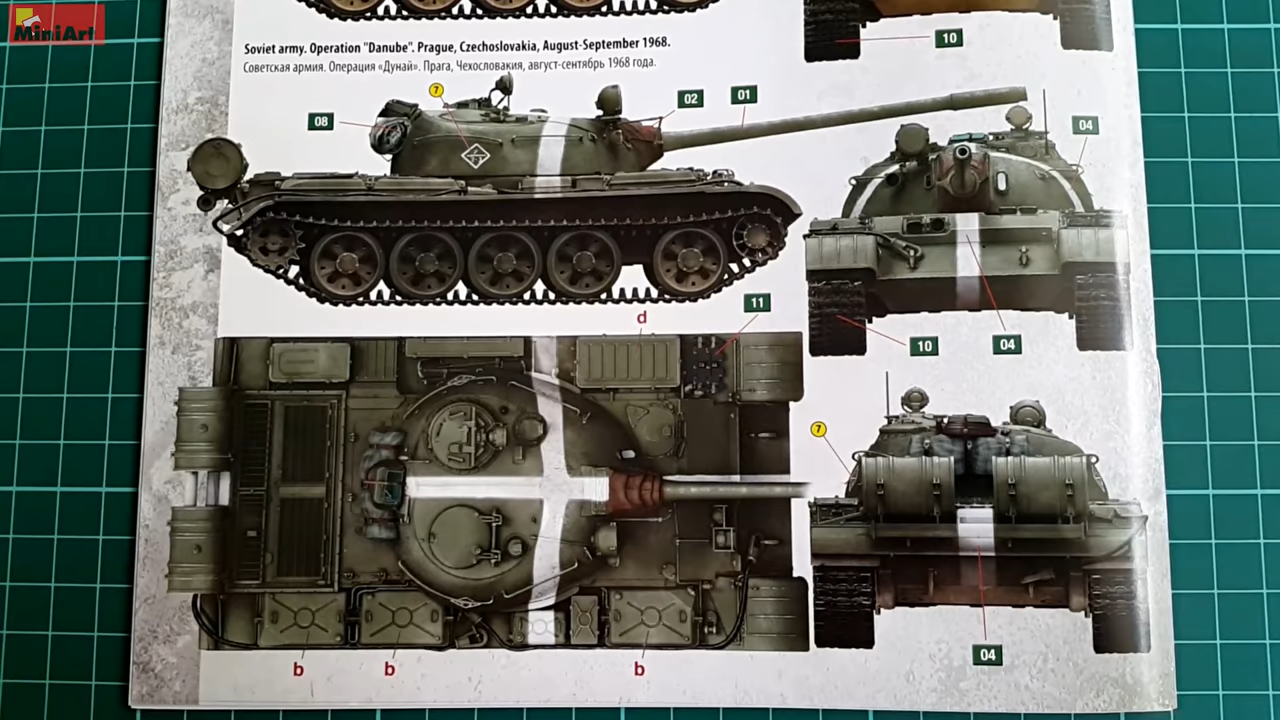 MiniArt
10
Soviet army. Operation "Danube". Prague, Czechoslovakia, August-September 1968.
Советская армия. Операция «Дунай». Прага, Чехословакия, август-сентябрь 1968 года.
7
02
01
08
04
11
d
10
04
7
b
b
b
04